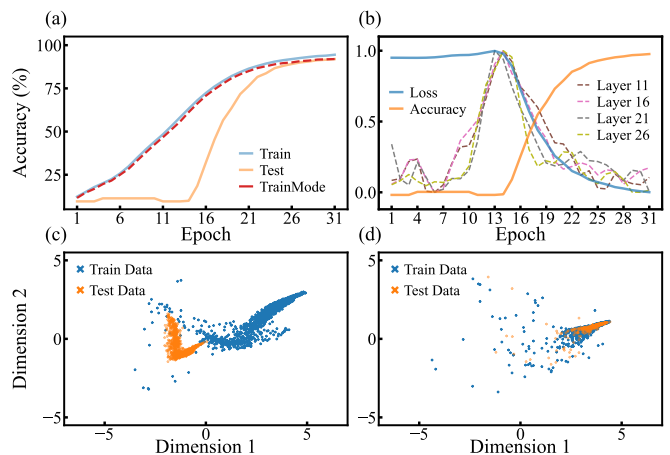 (a)
Accuracy (%)
100
75
50
25
Train
Test
TrainMode
1
6
11
16
21
26
31
Epoch
(b)
1.0
0.5
0.0
Loss
Accuracy
Layer 11
Layer 16
Layer 21
Layer 26
1
4
7
10
13
16
19
22
25
28
31
Epoch
(c)
Dimension 2
5
0
−5
Train Data
Test Data
−5
0
5
Dimension 1
(d)
5
0
−5
Train Data
Test Data
−5
0
5
Dimension 1